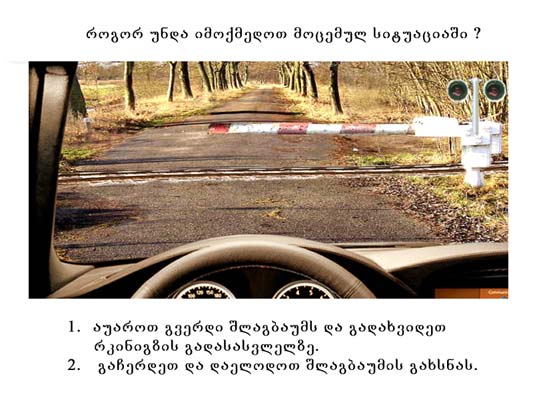 როგორ უნდა იმოქმედოთ მოცემულ სიტუაციაში ?
1. აუაროთ გვერდი შლაგბაუმს და გადახვიდეთ
რკინიგზის გადასასვლელზე.
2. გაჩერდეთ და დაელოდოთ შლაგბაუმის გახსნას.